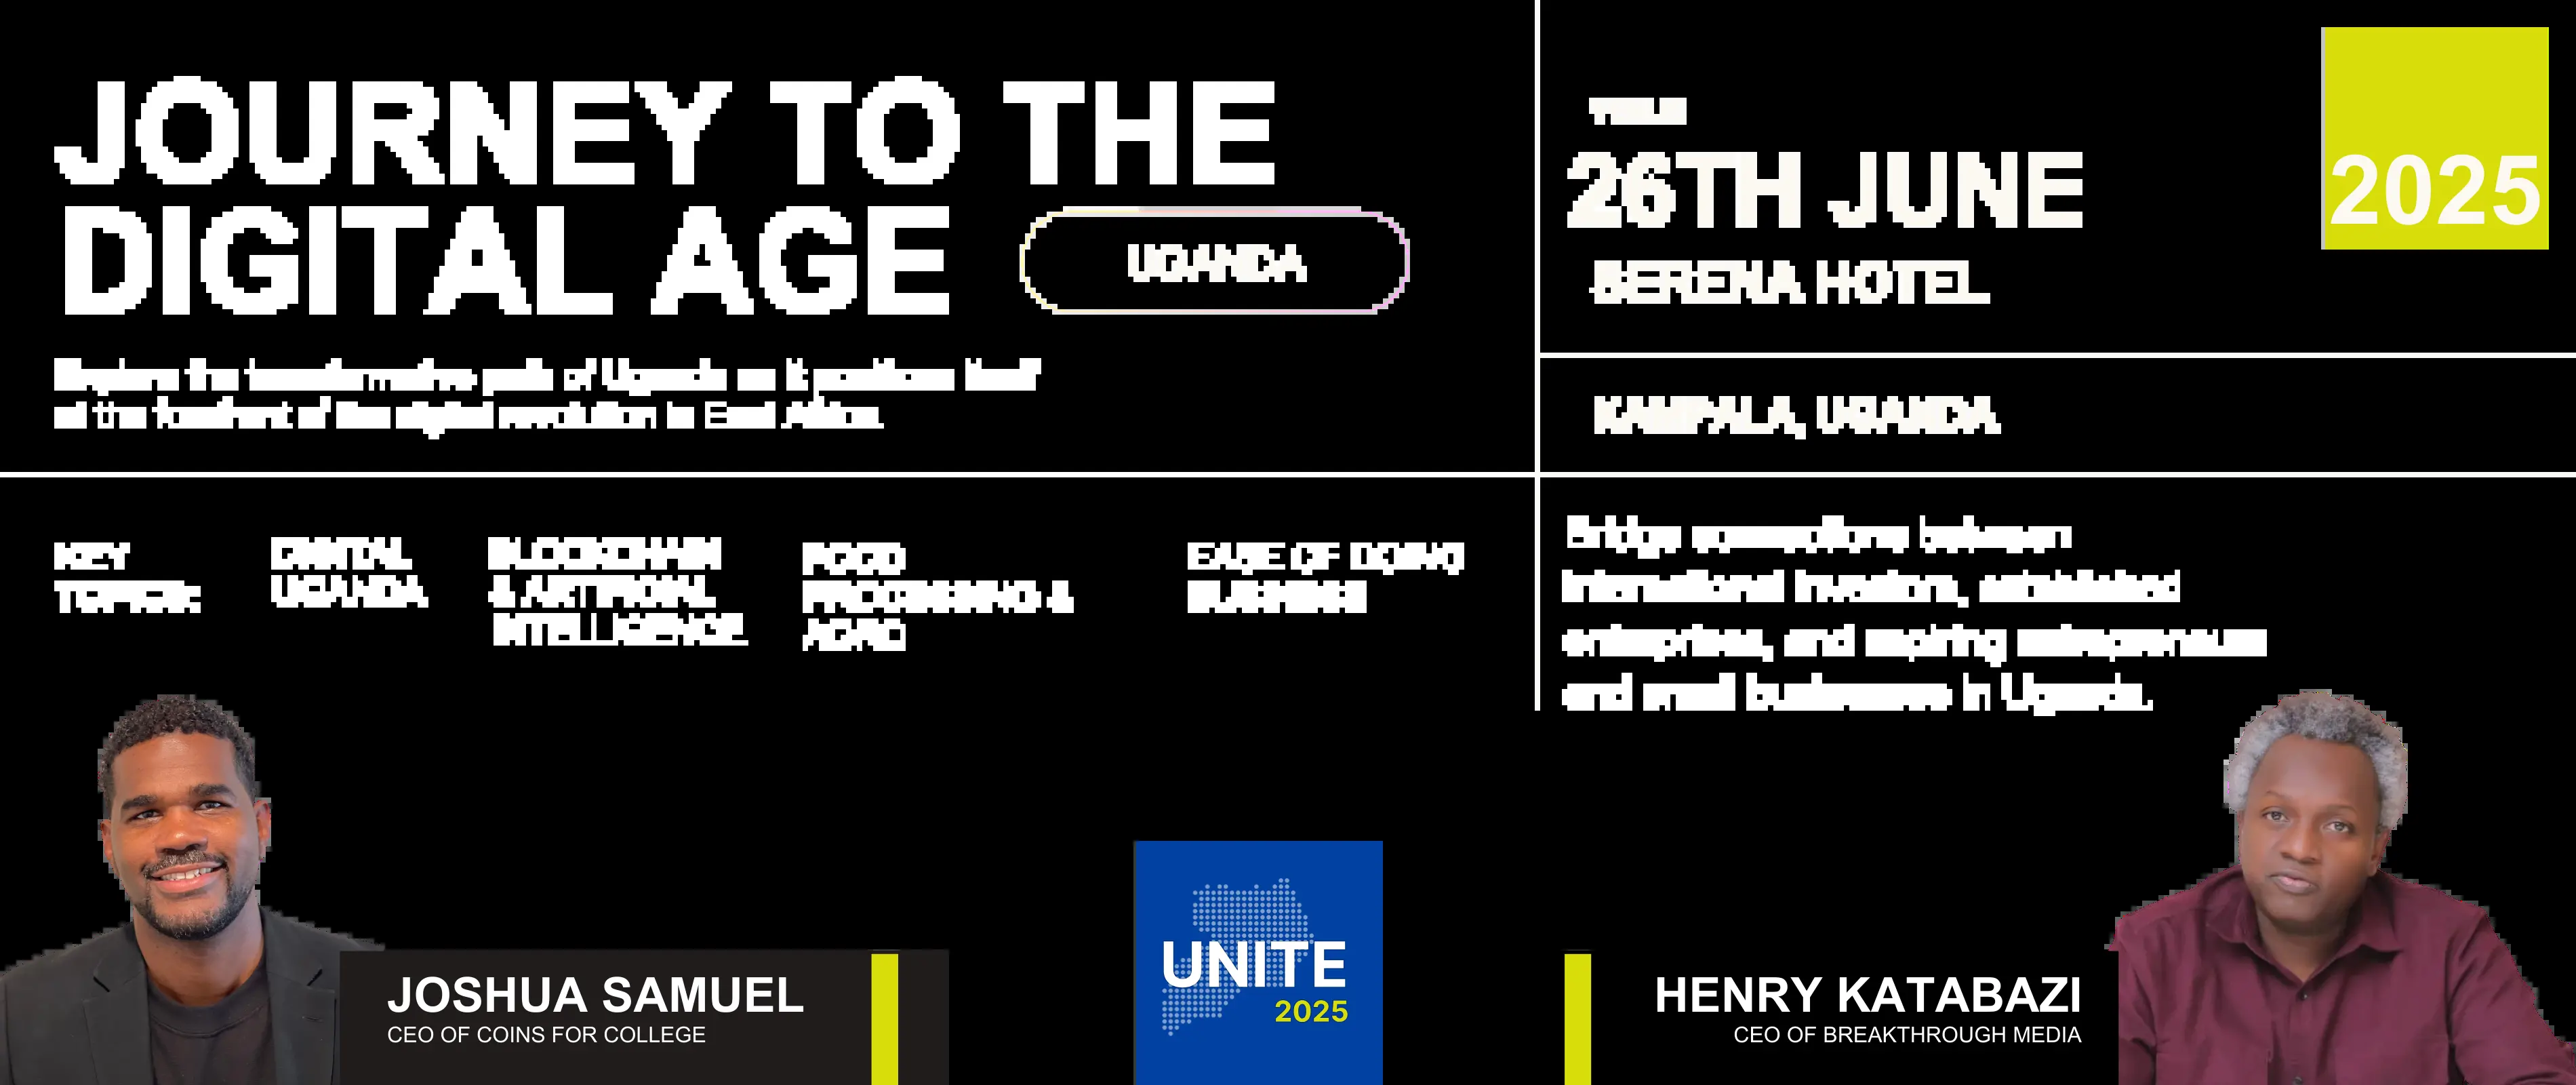 JOURNEY TO THE
DIGITAL AGE
UGANDA
Explore the transformative path of Uganda as it positions itself
at the forefront of the digital revolution in East Africa.
26TH JUNE
SERENA HOTEL
2025
KAMPALA, UGANDA
KEY
TOPICS:
DIGITAL
UGANDA
BLOCKCHAIN
& ARTIFICIAL
INTELLIGENCE
FOOD
PROCESSING &
EASE OF DOING
BUSINESS
Bridge connections between
international investors, established
enterprises, and aspiring entrepreneurs
and small businesses in Uganda.
JOSHUA SAMUEL
CEO OF COINS FOR COLLEGE
UNITE
2025
HENRY KATABAZI
CEO OF BREAKTHROUGH MEDIA